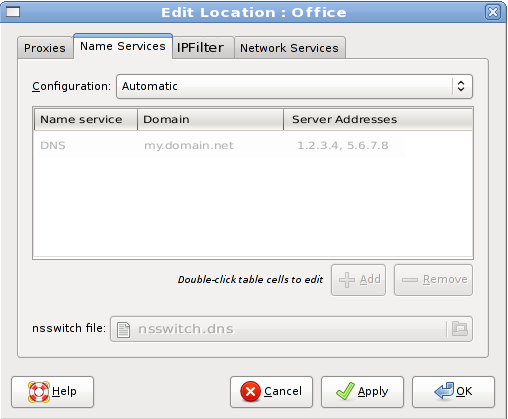 Edit Location : Office
Proxies Name Services IPFilter Network Services
Configuration: Automatic
Name service Domain Server Addresses
DNS my.domain.net 1.2.3.4, 5.6.7.8
Double-click table cells to edit Add Remove
nsswitch file: nsswitch.dns
Help Cancel Apply OK